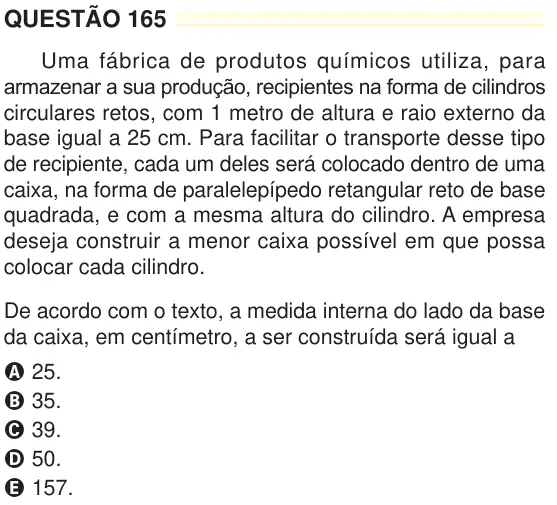 QUESTÃO 165
Uma fábrica de produtos químicos utiliza, para
armazenar a sua produção, recipientes na forma de cilindros
circulares retos, com 1 metro de altura e raio externo da
base igual a 25 cm. Para facilitar o transporte desse tipo
de recipiente, cada um deles será colocado dentro de uma
caixa, na forma de paralelepípedo retangular reto de base
quadrada, e com a mesma altura do cilindro. A empresa
deseja construir a menor caixa possível em que possa
colocar cada cilindro.
De acordo com o texto, a medida interna do lado da base
da caixa, em centímetro, a ser construída será igual a
A 25.
B 35.
C 39.
D 50.
E 157.